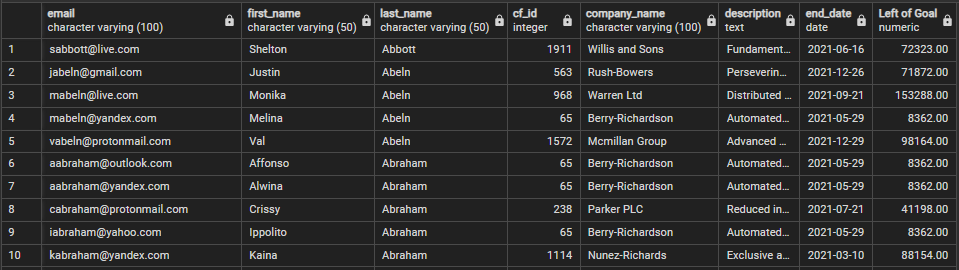 email first_name last_name cf_id company_name description end_date Left of Goal
character varying (100) character varying (50) character varying (50) integer character varying (100) text date numeric
1 sabbott@live.com Shelton Abbott 1911 Willis and Sons Fundament... 2021-06-16 72323.00
2 jabeln@gmail.com Justin Abeln 563 Rush-Bowers Perseverin... 2021-12-26 71872.00
3 mabeln@live.com Monika Abeln 968 Warren Ltd Distributed ... 2021-09-21 153288.00
4 mabeln@yandex.com Melina Abeln 65 Berry-Richardson Automated... 2021-05-29 8362.00
5 vabeln@protonmail.com Val Abeln 1572 Mcmillan Group Advanced ... 2021-12-29 98164.00
6 aabraham@outlook.com Affonso Abraham 65 Berry-Richardson Automated... 2021-05-29 8362.00
7 aabraham@yandex.com Alwina Abraham 65 Berry-Richardson Automated... 2021-05-29 8362.00
8 cabraham@protonmail.com Crissy Abraham 238 Parker PLC Reduced in... 2021-07-21 41198.00
9 iabraham@yahoo.com Ippolito Abraham 65 Berry-Richardson Automated... 2021-05-29 8362.00
10 kabraham@yandex.com Kaina Abraham 1114 Nunez-Richards Exclusive a... 2021-03-10 88154.00